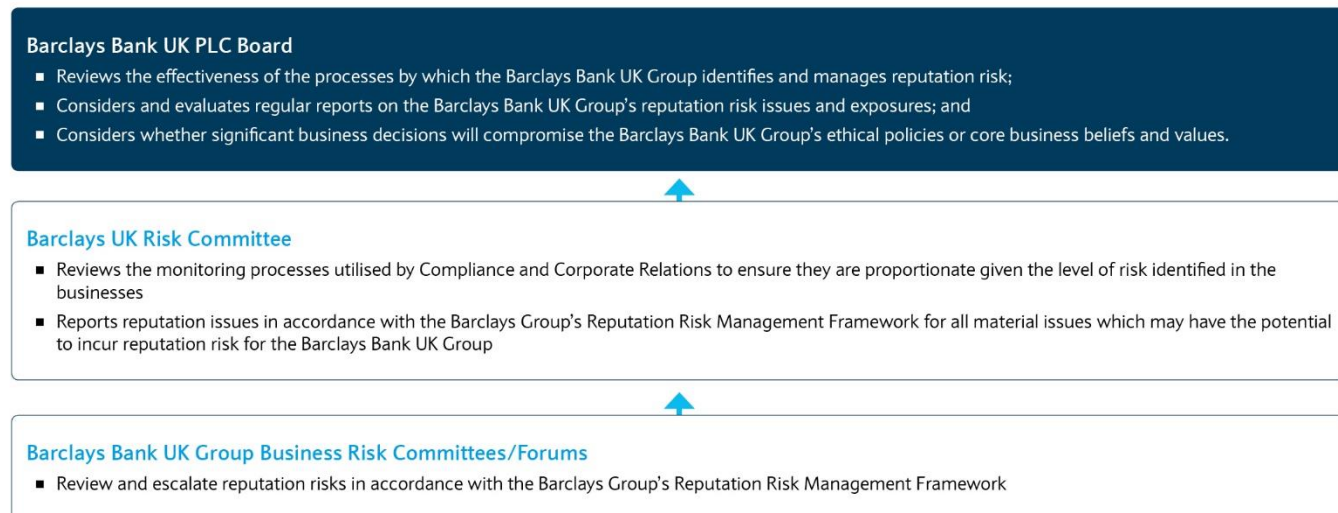 Barclays Bank UK PLC Board
■ Reviews the effectiveness of the processes by which the Barclays Bank UK Group identifies and manages reputation risk;
■ Considers and evaluates regular reports on the Barclays Bank UK Group's reputation risk issues and exposures; and
■ Considers whether significant business decisions will compromise the Barclays Bank UK Group's ethical policies or core business beliefs and values.
Barclays UK Risk Committee
■ Reviews the monitoring processes utilised by Compliance and Corporate Relations to ensure they are proportionate given the level of risk identified in the
businesses
■ Reports reputation issues in accordance with the Barclays Group's Reputation Risk Management Framework for all material issues which may have the potential
to incur reputation risk for the Barclays Bank UK Group
Barclays Bank UK Group Business Risk Committees/Forums
■ Review and escalate reputation risks in accordance with the Barclays Group's Reputation Risk Management Framework